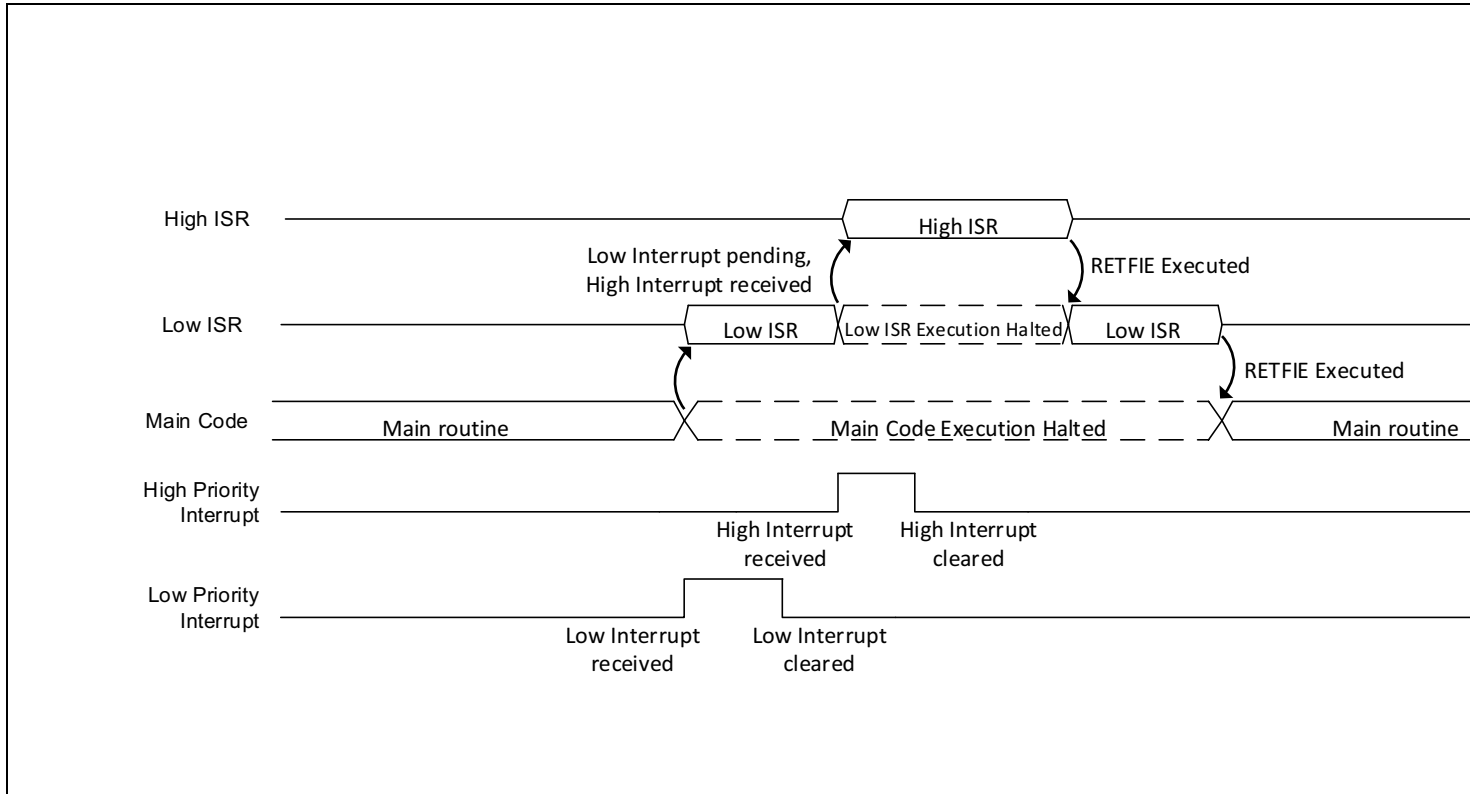 High ISR
High ISR
Low Interrupt pending,
High Interrupt received
RETFIE Executed
Low ISR
Low ISR
Low ISR Execution Halted
Low ISR
RETFIE Executed
Main Code
Main routine
Main Code Execution Halted
Main routine
High Priority
Interrupt
High Interrupt
received
High Interrupt
cleared
Low Priority
Interrupt
Low Interrupt
received
Low Interrupt
cleared